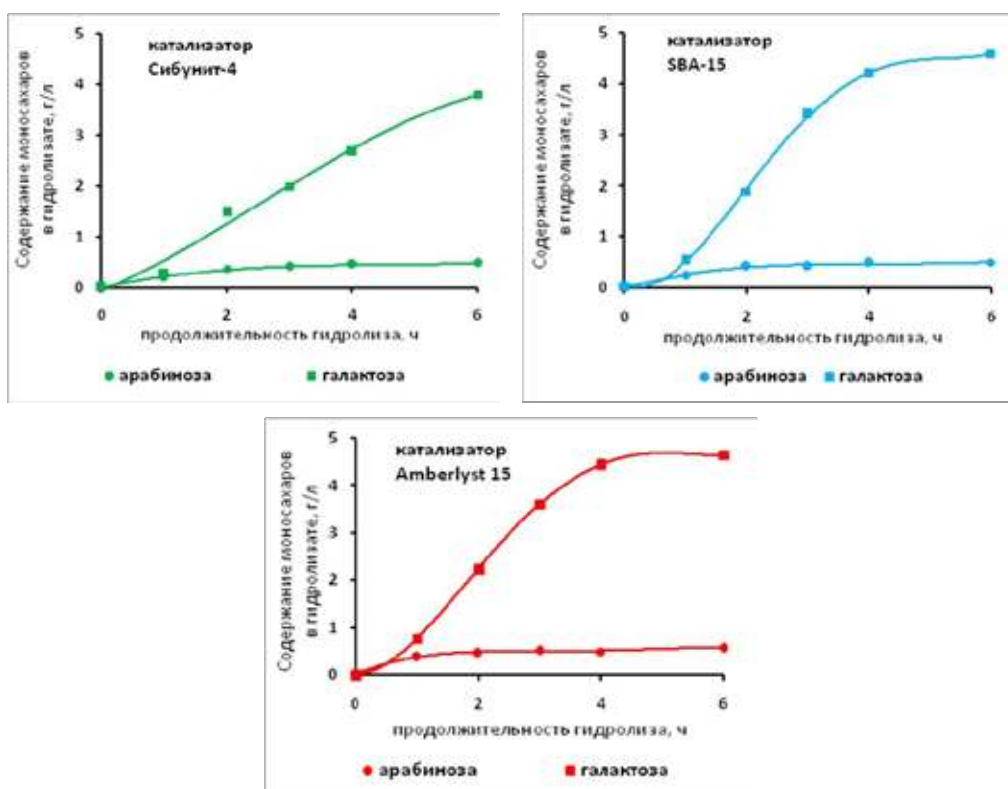 катализатор
Сибунит-4
Содержание моносахаров
в гидролизате, г/л
5
4
3
2
1
0
0
2
4
6
продолжительность гидролиза, ч
арабиноза
галактоза
катализатор
SBA-15
Содержание моносахаров
в гидролизате, г/л
5
4
3
2
1
0
0
2
4
6
продолжительность гидролиза, ч
арабиноза
галактоза
катализатор
Amberlyst 15
Содержание моносахаров
в гидролизате, г/л
5
4
3
2
1
0
0
2
4
6
продолжительность гидролиза, ч
арабиноза
галактоза